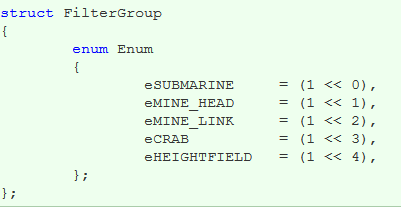 struct FilterGroup
{
        enum Enum
        {
                eSUBMARINE     = (1 << 0),
                eMINE_HEAD     = (1 << 1),
                eMINE_LINK     = (1 << 2),
                eCRAB          = (1 << 3),
                eHEIGHTFIELD   = (1 << 4),
        };
};